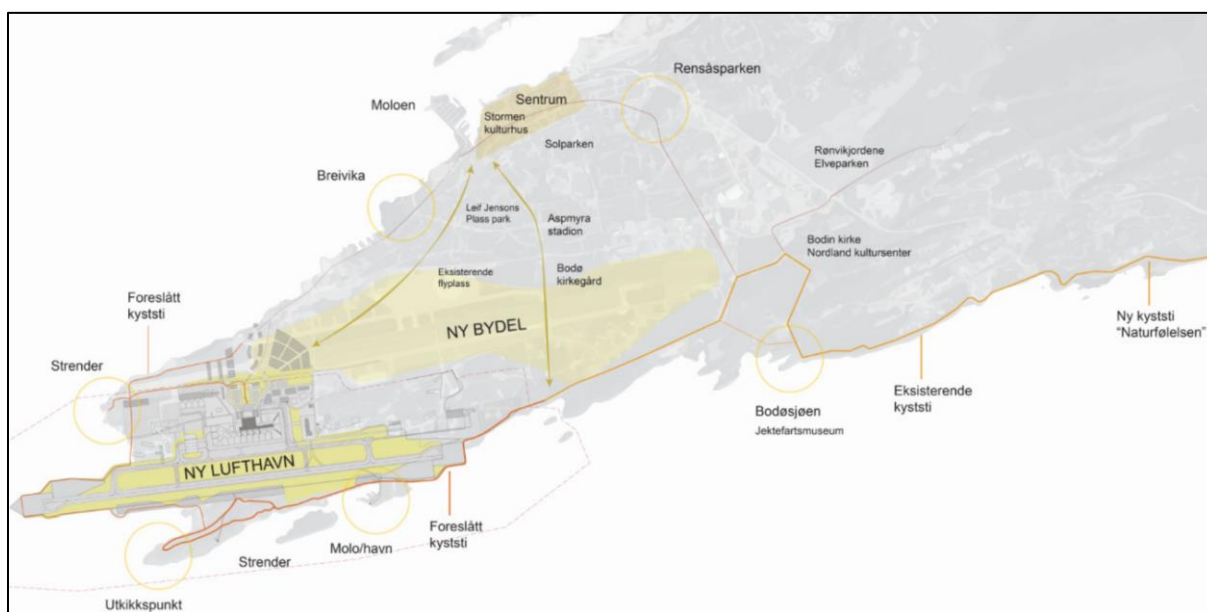 Rensåsparken
Sentrum
Moloen
Stormen
kulturhus
Solparken
Rønvikjordene
Elveparken
Breivika
Leif Jensons
Plass park
Aspmyra
stadion
Bodin kirke
Nordland kultursenter
Eksisterende
flyplass
Bodø
kirkegård
Foreslått
kyststi
NY BYDEL
Ny kyststi
"Naturfølelsen"
Strender
Eksisterende
kyststi
Bodøsjøen
Jektefartsmuseum
NY LUFTHAVN
Foreslått
kyststi
Molo/havn
Strender
Utkikkspunkt